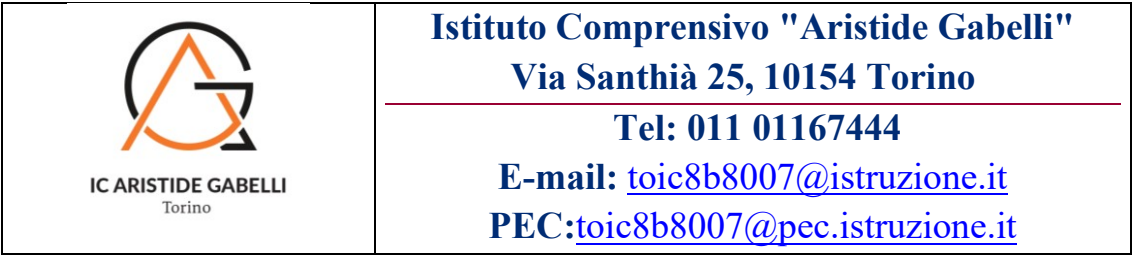 IC ARISTIDE GABELLI
Torino
Istituto Comprensivo "Aristide Gabelli"
Via Santhià 25, 10154 Torino
Tel: 011 01167444
E-mail: toic8b8007@istruzione.it
PEC:toic8b8007@pec.istruzione.it